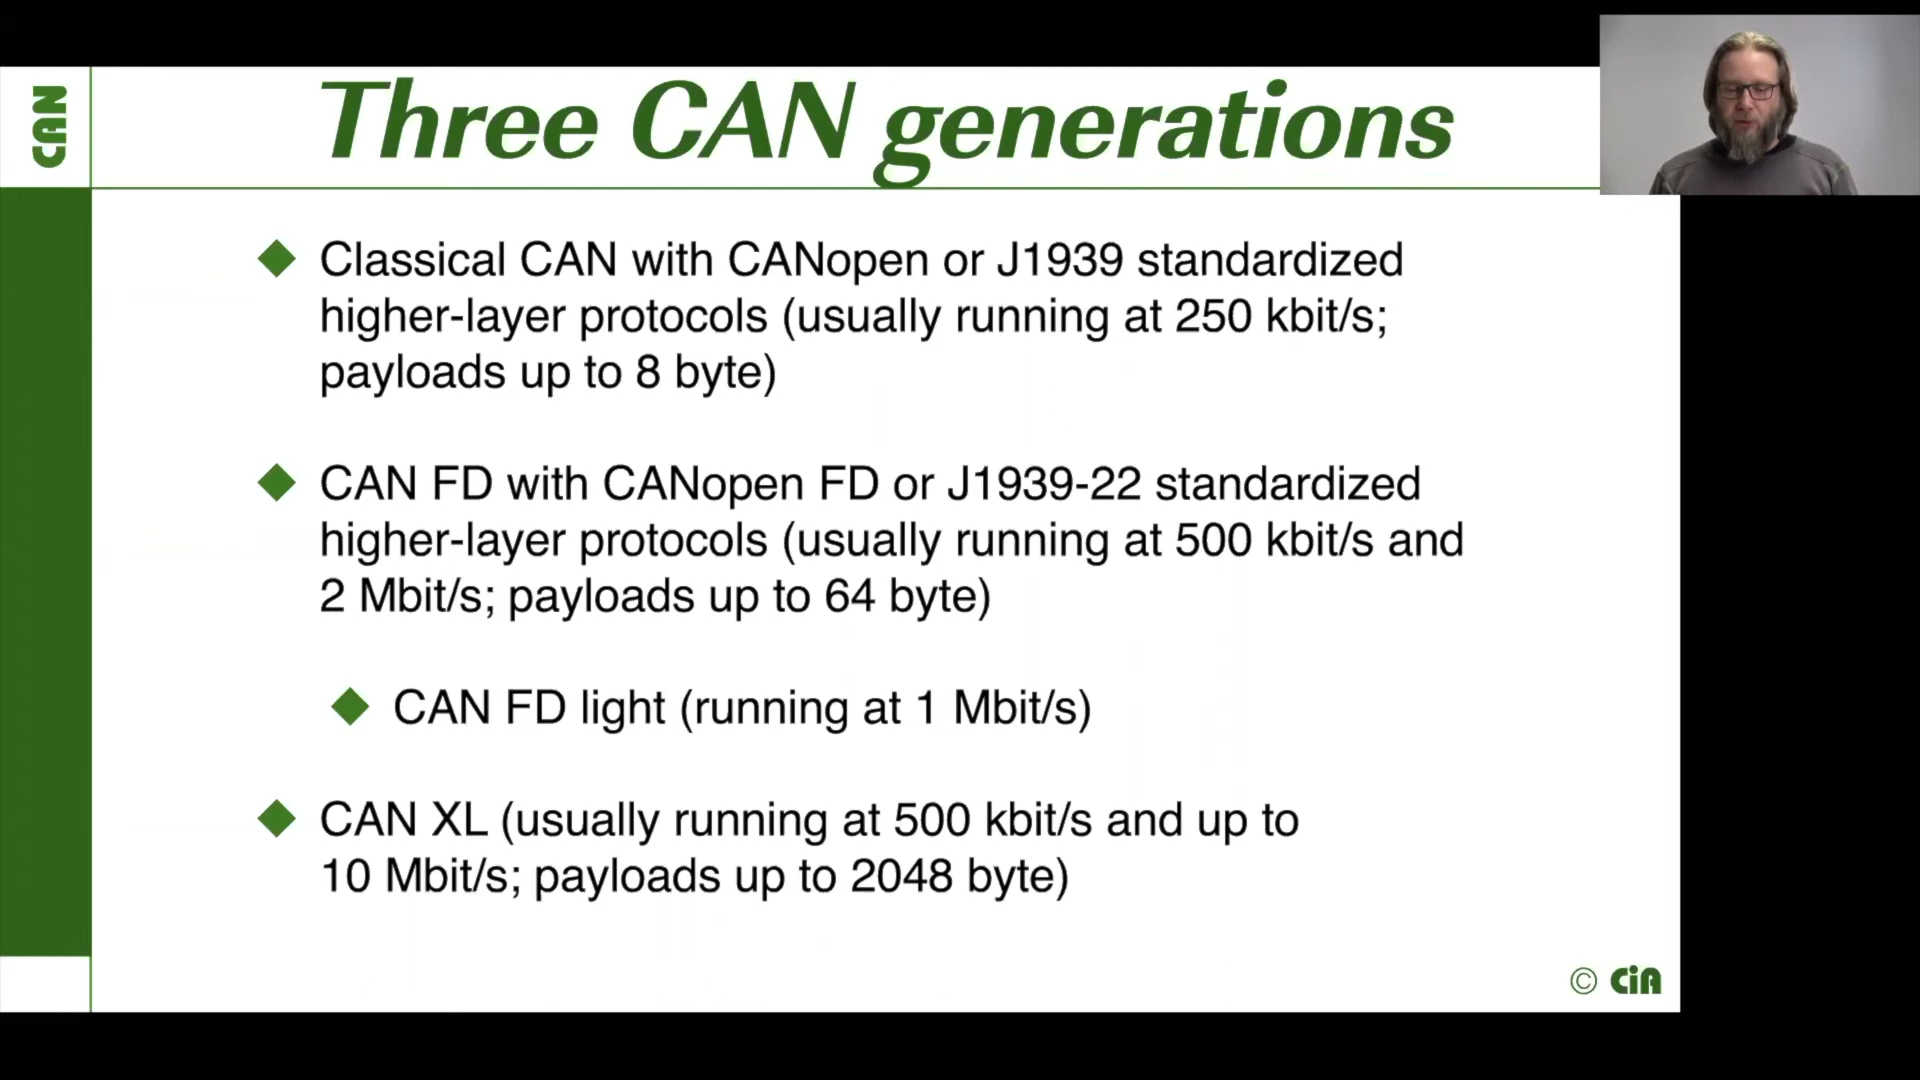 CAN
Three CAN generations
Classical CAN with CANopen or J1939 standardized
higher-layer protocols (usually running at 250 kbit/s;
payloads up to 8 byte)
CAN FD with CANopen FD or J1939-22 standardized
higher-layer protocols (usually running at 500 kbit/s and
2 Mbit/s; payloads up to 64 byte)
CAN FD light (running at 1 Mbit/s)
CAN XL (usually running at 500 kbit/s and up to
10 Mbit/s; payloads up to 2048 byte)
© CiA